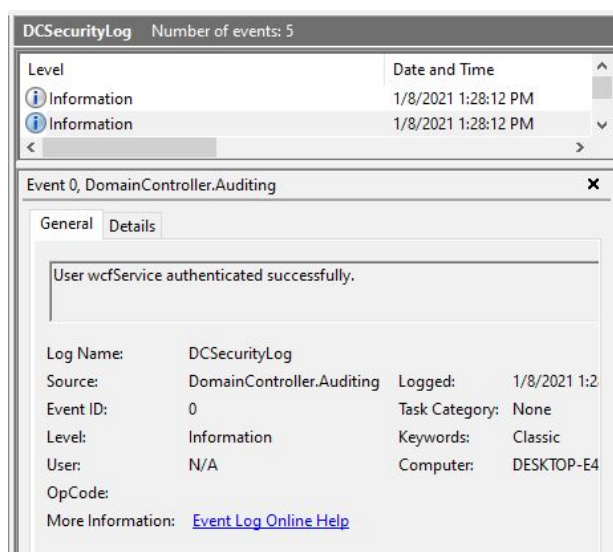 DCSecurityLog Number of events: 5
Level Date and Time
Information 1/8/2021 1:28:12 PM
Information 1/8/2021 1:28:12 PM
Event 0, DomainController.Auditing
General Details
User wcfService authenticated successfully.
Log Name: DCSecurityLog
Source: DomainController.Auditing Logged: 1/8/2021 1:2
Event ID: 0 Task Category: None
Level: Information Keywords: Classic
User: N/A Computer: DESKTOP-E4
OpCode:
More Information: Event Log Online Help